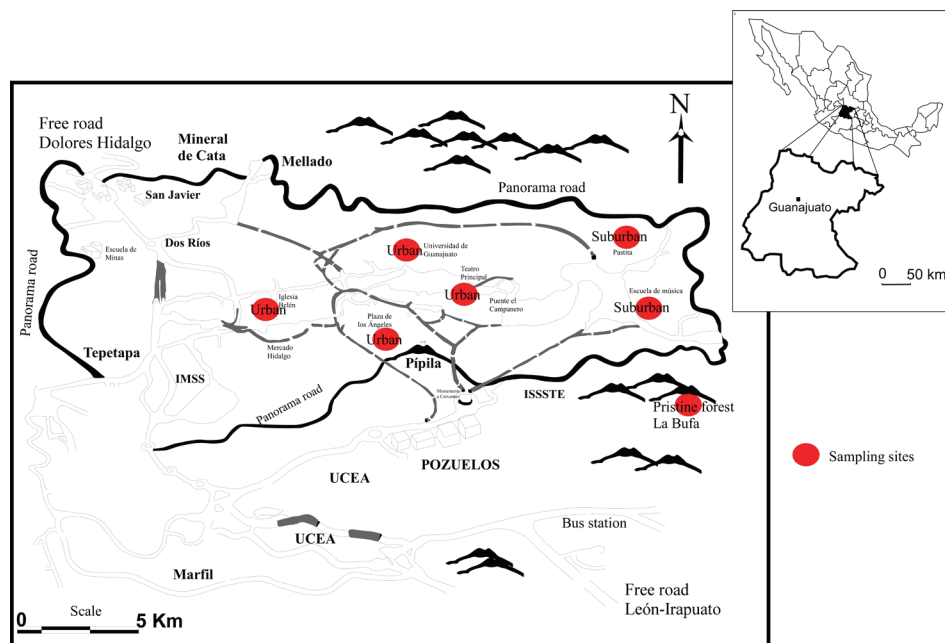 Free road
Dolores Hidalgo
Mineral
de Cata
Mellado
N
San Javier
Panorama road
Guanajuato
0 50 km
Escuela de
Minas
Dos Ríos
Urban
Universidad de
Guanajuato
Suburban
Pastita
Panorama road
Teatro
Principal
Urban
Puente el
Campanero
Escuela de música
Suburban
Iglesia
Belén
Urban
Plaza de
los Ángeles
Urban
Mercado
Hidalgo
Tepetapa
IMSS
Pípila
Panorama road
Monumento
a Cervantes
ISSSTE
Pristine forest
La Bufa
Sampling sites
UCEA
POZUELOS
UCEA
Bus station
Marfil
Free road
León-Irapuato
Scale
0 5 Km